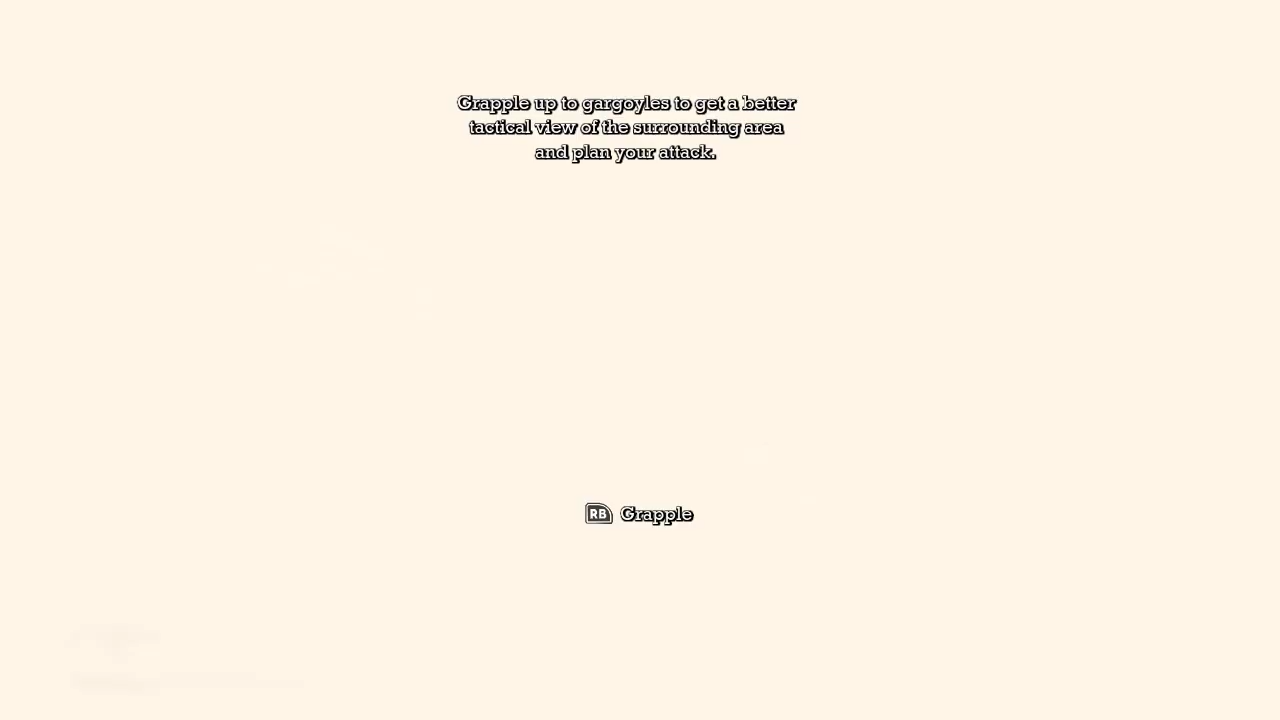 Grapple up to gargoyles to get a better
tactical view of the surrounding area
and plan your attack.
RB Grapple